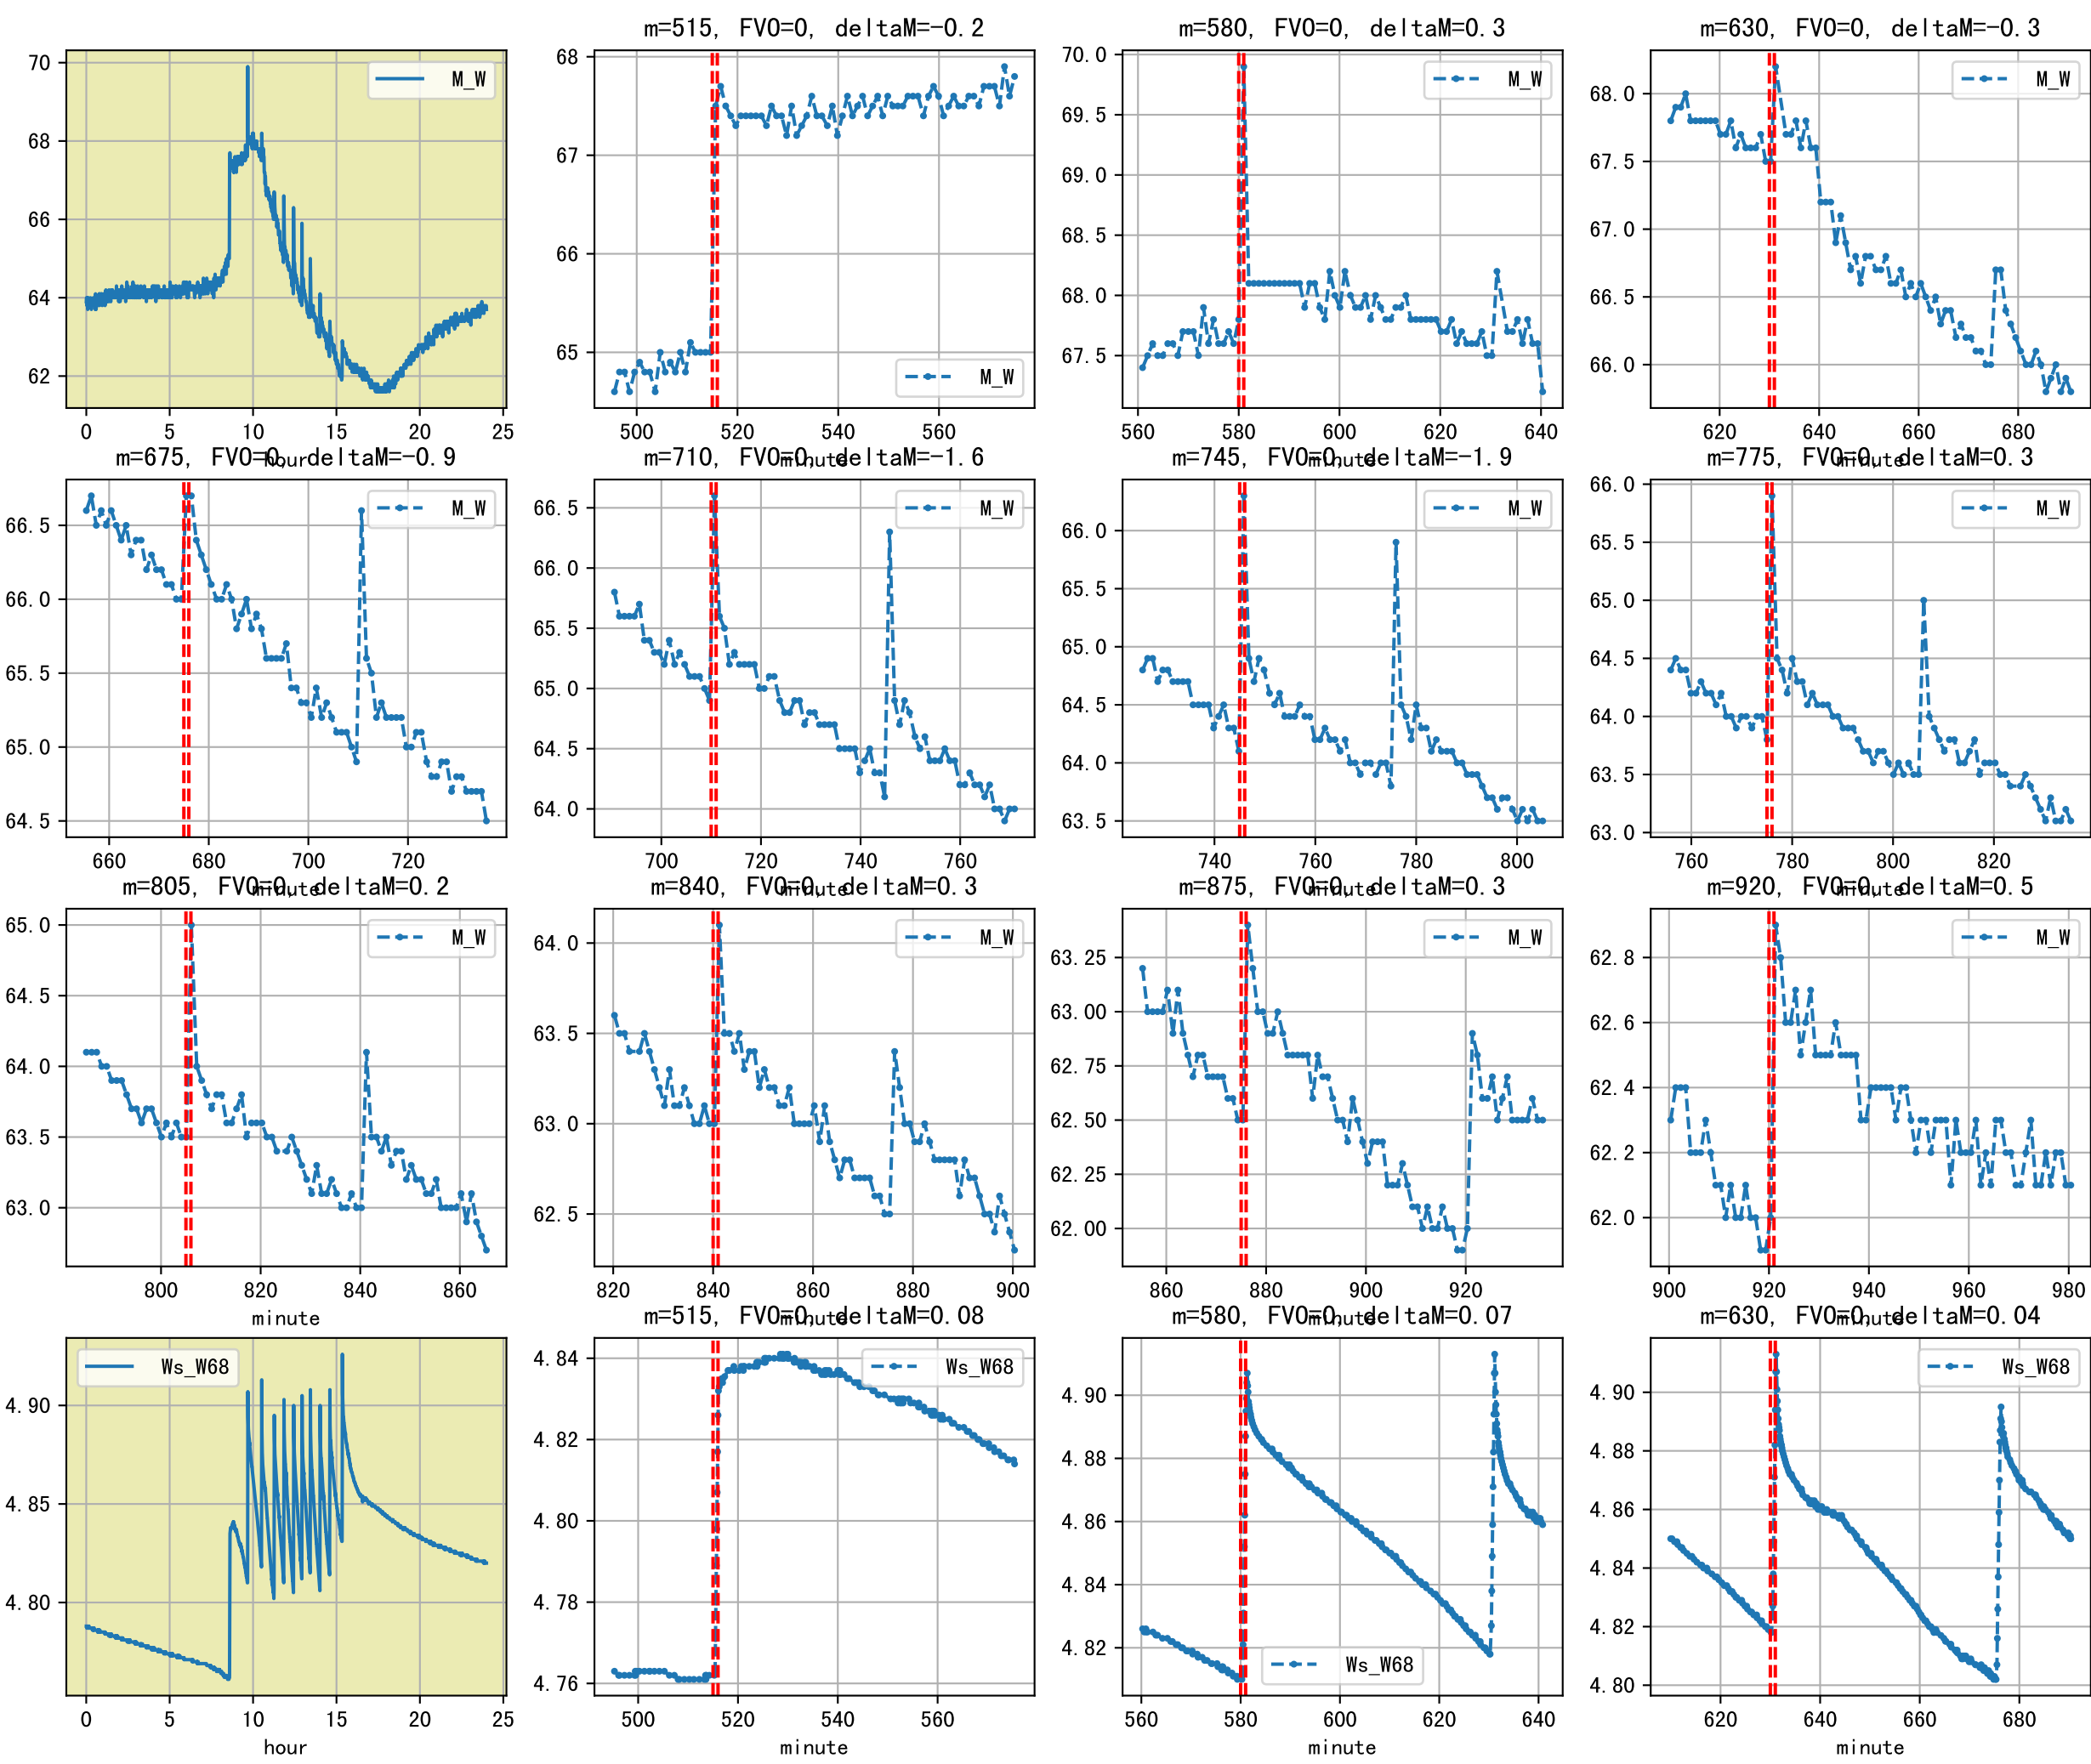 m=515, FVO=0, deltaM=-0.2
m=580, FVO=0, deltaM=0.3
m=630, FVO=0, deltaM=-0.3
70
68
66
64
62
M_W
0 5 10 15 20 25
hour
68
67
66
65
M_W
500 520 540 560
minute
70.0
69.5
69.0
68.5
68.0
67.5
M_W
560 580 600 620 640
minute
68.0
67.5
67.0
66.5
66.0
M_W
620 640 660 680
minute
m=675, FVO=0, deltaM=-0.9
m=710, FVO=0, deltaM=-1.6
m=745, FVO=0, deltaM=-1.9
m=775, FVO=0, deltaM=0.3
66.5
66.0
65.5
65.0
64.5
M_W
660 680 700 720
minute
66.5
66.0
65.5
65.0
64.5
64.0
M_W
700 720 740 760
minute
66.0
65.5
65.0
64.5
64.0
63.5
M_W
740 760 780 800
minute
66.0
65.5
65.0
64.5
64.0
63.5
63.0
M_W
760 780 800 820
minute
m=805, FVO=0, deltaM=0.2
m=840, FVO=0, deltaM=0.3
m=875, FVO=0, deltaM=0.3
m=920, FVO=0, deltaM=0.5
65.0
64.5
64.0
63.5
63.0
M_W
800 820 840 860
minute
64.0
63.5
63.0
62.5
M_W
820 840 860 880 900
minute
63.25
63.00
62.75
62.50
62.25
62.00
M_W
860 880 900 920
minute
62.8
62.6
62.4
62.2
62.0
M_W
900 920 940 960 980
minute
m=515, FVO=0, deltaM=0.08
m=580, FVO=0, deltaM=0.07
m=630, FVO=0, deltaM=0.04
4.90
4.85
4.80
Ws_W68
0 5 10 15 20 25
hour
4.84
4.82
4.80
4.78
4.76
Ws_W68
500 520 540 560
minute
4.90
4.88
4.86
4.84
4.82
Ws_W68
560 580 600 620 640
minute
4.90
4.88
4.86
4.84
4.82
4.80
Ws_W68
620 640 660 680
minute